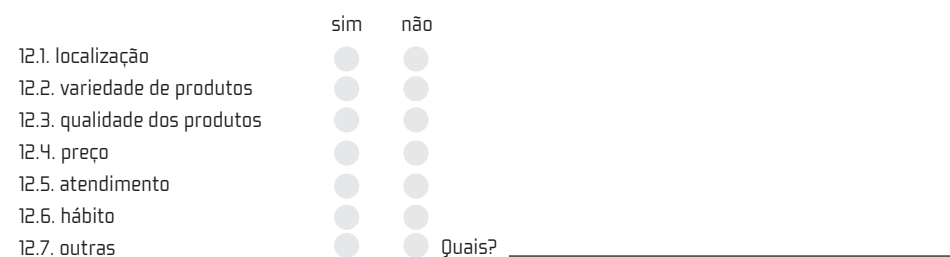 sim não
12.1. localização
12.2. variedade de produtos
12.3. qualidade dos produtos
12.4. preço
12.5. atendimento
12.6. hábito
12.7. outras Quais?